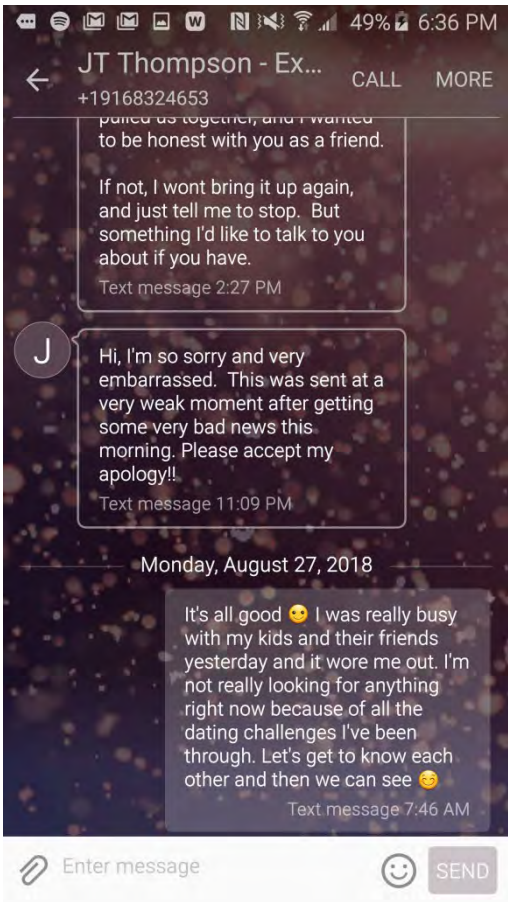 49% 6:36 PM
JT Thompson - Ex...
CALL MORE
+19168324653
pulled us together, and I wanted
to be honest with you as a friend.
If not, I wont bring it up again,
and just tell me to stop. But
something I'd like to talk to you
about if you have.
Text message 2:27 PM
J
Hi, I'm so sorry and very
embarrassed. This was sent at a
very weak moment after getting
some very bad news this
morning. Please accept my
apology!!
Text message 11:09 PM
Monday, August 27, 2018
It's all good 🙂 I was really busy
with my kids and their friends
yesterday and it wore me out. I'm
not really looking for anything
right now because of all the
dating challenges I've been
through. Let's get to know each
other and then we can see 😊
Text message 7:46 AM
Enter message
SEND